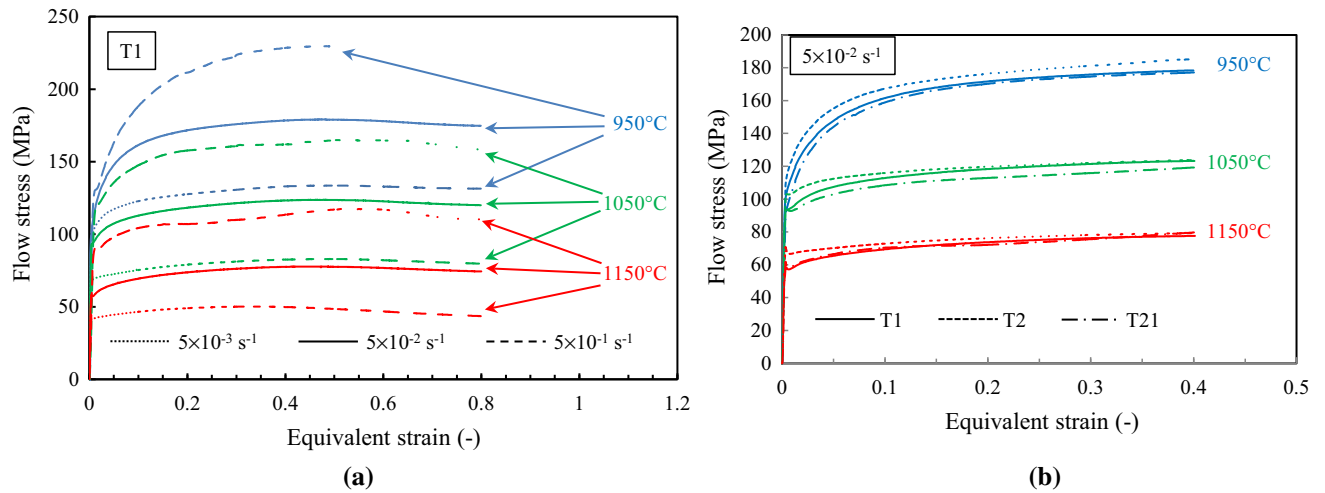 T1
250
200
150
100
50
0
Flow stress (MPa)
950°C
1050°C
1150°C
5×10⁻³ s⁻¹
5×10⁻² s⁻¹
5×10⁻¹ s⁻¹
0 0.2 0.4 0.6 0.8 1 1.2
Equivalent strain (-)
(a)
5×10⁻² s⁻¹
200
180
160
140
120
100
80
60
40
20
0
Flow stress (MPa)
950°C
1050°C
1150°C
T1
T2
T21
0 0.1 0.2 0.3 0.4 0.5
Equivalent strain (-)
(b)